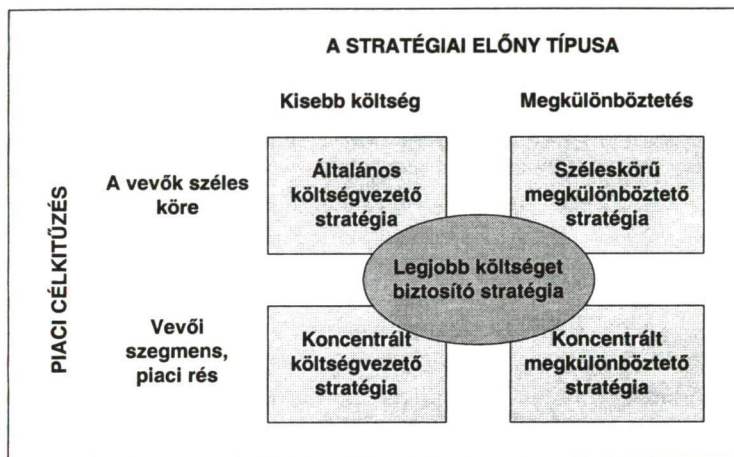 A STRATÉGIAI ELŐNY TÍPUSA
Kisebb költség
Megkülönböztetés
PIACI CÉLKITŰZÉS
A vevők széles
köre
Általános
költségvezető
stratégia
Széleskörű
megkülönböztető
stratégia
Legjobb költséget
biztosító stratégia
Vevői
szegmens,
piaci rés
Koncentrált
költségvezető
stratégia
Koncentrált
megkülönböztető
stratégia